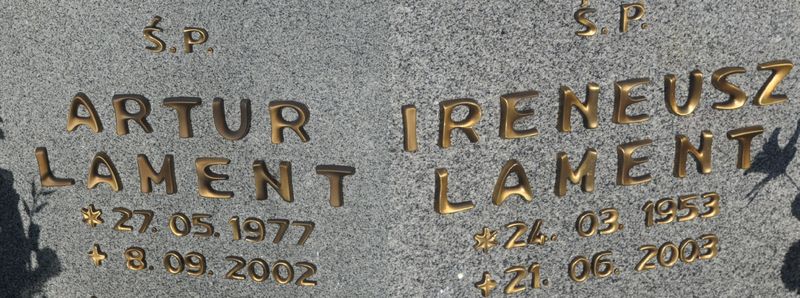 Ś.P.
ARTUR
LAMENT
* 27. 05. 1977
+ 8. 09. 2002
Ś.P.
IRENEUSZ
LAMENT
* 24. 03. 1953
+ 21. 06. 2003